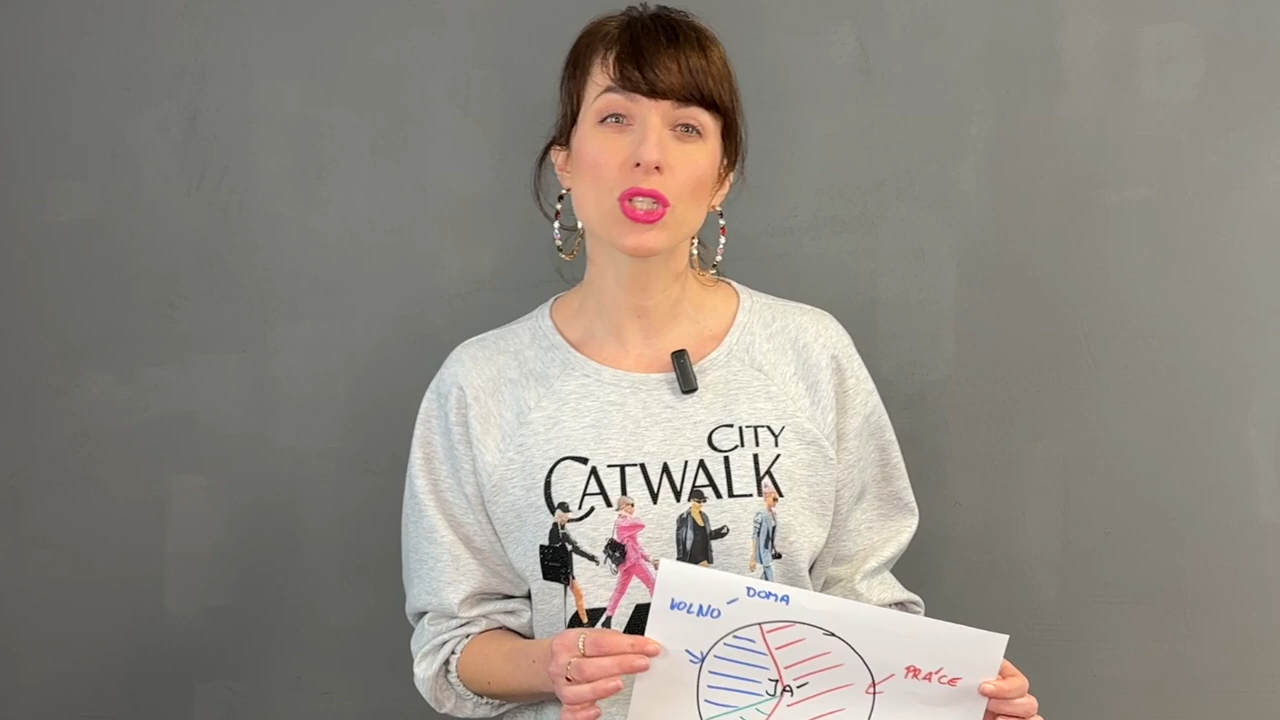 CITY
CATWALK
VOLNO – DOMA
PRÁCE
JÁ